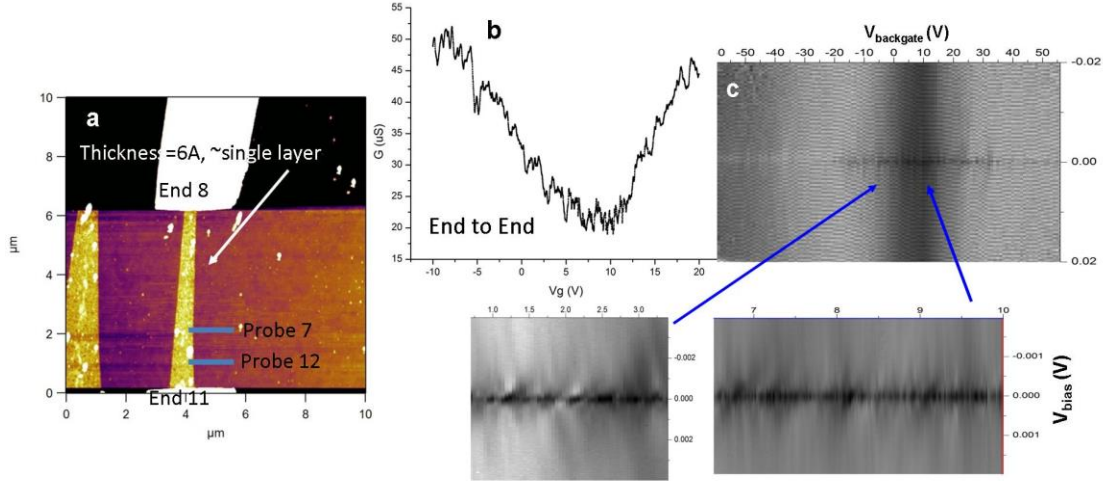 a
Thickness=6A, ~single layer
End 8
Probe 7
Probe 12
End 11
10
8
6
4
2
0
μm
0 2 4 6 8 10
μm
b
G (uS)
55
50
45
40
35
30
25
20
15
End to End
-10 -5 0 5 10 15 20
Vg (V)
V backgate (V)
-50 -40 -30 -20 -10 0 10 20 30 40 50
c
-0.02
0.00
0.02
1.0 1.5 2.0 2.5 3.0
-0.002
0.000
0.002
7 8 9 10
-0.001
0.000
0.001
V bias (V)